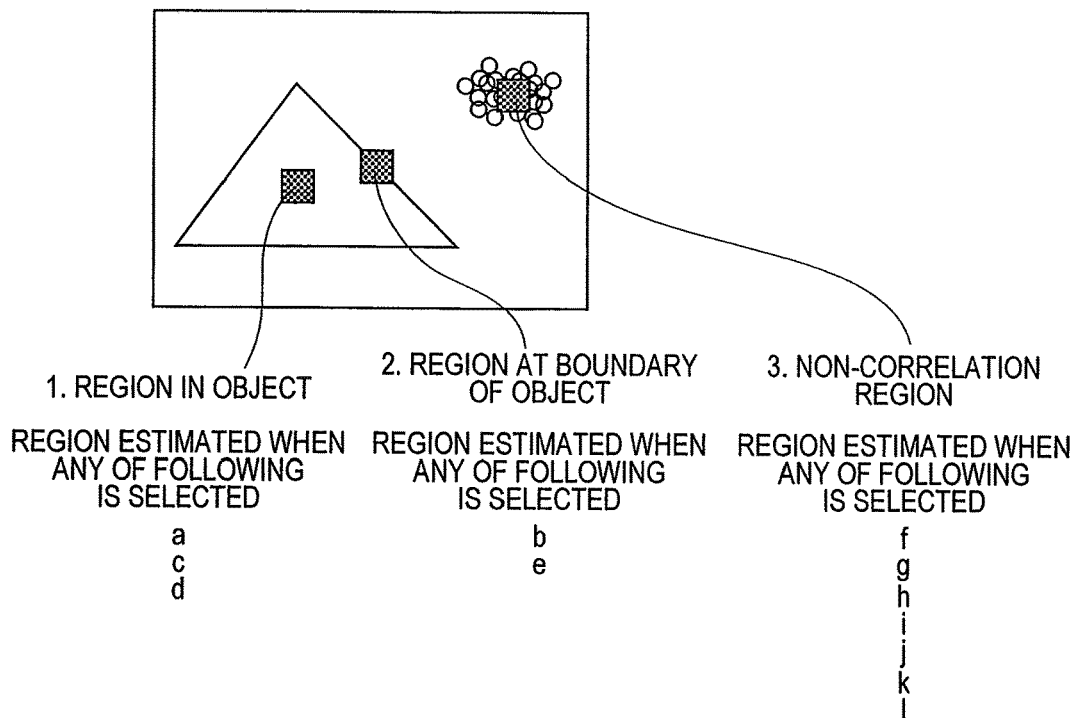 1. REGION IN OBJECT
REGION ESTIMATED WHEN
ANY OF FOLLOWING
IS SELECTED
a
c
d
2. REGION AT BOUNDARY
OF OBJECT
REGION ESTIMATED WHEN
ANY OF FOLLOWING
IS SELECTED
b
e
3. NON-CORRELATION
REGION
REGION ESTIMATED WHEN
ANY OF FOLLOWING
IS SELECTED
f
g
h
i
j
k
l